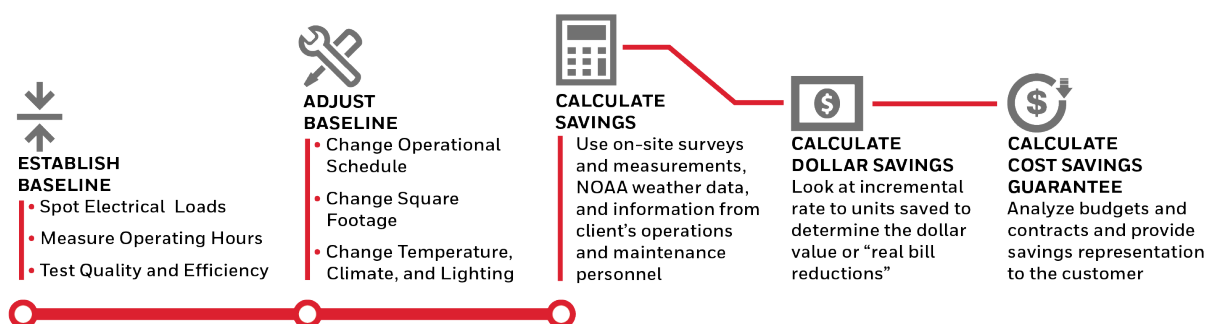 ESTABLISH
BASELINE
• Spot Electrical Loads
• Measure Operating Hours
• Test Quality and Efficiency
ADJUST
BASELINE
• Change Operational
Schedule
• Change Square
Footage
• Change Temperature,
Climate, and Lighting
CALCULATE
SAVINGS
Use on-site surveys
and measurements,
NOAA weather data,
and information from
client’s operations
and maintenance
personnel
$
CALCULATE
DOLLAR SAVINGS
Look at incremental
rate to units saved to
determine the dollar
value or “real bill
reductions”
$
CALCULATE
COST SAVINGS
GUARANTEE
Analyze budgets and
contracts and provide
savings representation
to the customer